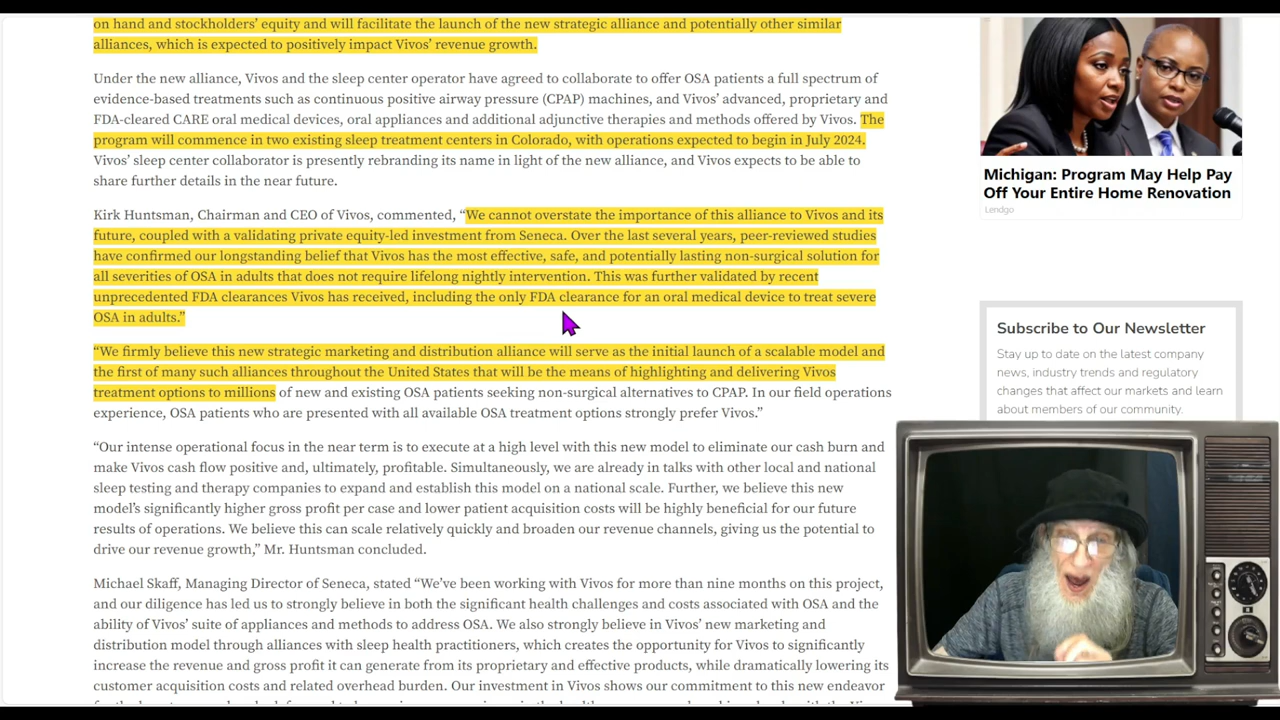 on hand and stockholders’ equity and will facilitate the launch of the new strategic alliance and potentially other similar
alliances, which is expected to positively impact Vivos’ revenue growth.
Under the new alliance, Vivos and the sleep center operator have agreed to collaborate to offer OSA patients a full spectrum of
evidence-based treatments such as continuous positive airway pressure (CPAP) machines, and Vivos’ advanced, proprietary and
FDA-cleared CARE oral medical devices, oral appliances and additional adjunctive therapies and methods offered by Vivos. The
program will commence in two existing sleep treatment centers in Colorado, with operations expected to begin in July 2024.
Vivos’ sleep center collaborator is presently rebranding its name in light of the new alliance, and Vivos expects to be able to
share further details in the near future.
Kirk Huntsman, Chairman and CEO of Vivos, commented, “We cannot overstate the importance of this alliance to Vivos and its
future, coupled with a validating private equity-led investment from Seneca. Over the last several years, peer-reviewed studies
have confirmed our longstanding belief that Vivos has the most effective, safe, and potentially lasting non-surgical solution for
all severities of OSA in adults that does not require lifelong nightly intervention. This was further validated by recent
unprecedented FDA clearances Vivos has received, including the only FDA clearance for an oral medical device to treat severe
OSA in adults.”
“We firmly believe this new strategic marketing and distribution alliance will serve as the initial launch of a scalable model and
the first of many such alliances throughout the United States that will be the means of highlighting and delivering Vivos
treatment options to millions of new and existing OSA patients seeking non-surgical alternatives to CPAP. In our field operations
experience, OSA patients who are presented with all available OSA treatment options strongly prefer Vivos.”
“Our intense operational focus in the near term is to execute at a high level with this new model to eliminate our cash burn and
make Vivos cash flow positive and, ultimately, profitable. Simultaneously, we are already in talks with other local and national
sleep testing and therapy companies to expand and establish this model on a national scale. Further, we believe this new
model’s significantly higher gross profit per case and lower patient acquisition costs will be highly beneficial for our future
results of operations. We believe this can scale relatively quickly and broaden our revenue channels, giving us the potential to
drive our revenue growth,” Mr. Huntsman concluded.
Michael Skaff, Managing Director of Seneca, stated “We’ve been working with Vivos for more than nine months on this project,
and our diligence has led us to strongly believe in both the significant health challenges and costs associated with OSA and the
ability of Vivos’ suite of appliances and methods to address OSA. We also strongly believe in Vivos’ new marketing and
distribution model through alliances with sleep health practitioners, which creates the opportunity for Vivos to significantly
increase the revenue and gross profit it can generate from its proprietary and effective products, while dramatically lowering its
customer acquisition costs and related overhead burden. Our investment in Vivos shows our commitment to this new endeavor
Michigan: Program May Help Pay
Off Your Entire Home Renovation
Lendgo
Subscribe to Our Newsletter
Stay up to date on the latest company
news, industry trends and regulatory
changes that affect our markets and learn
about members of our community.